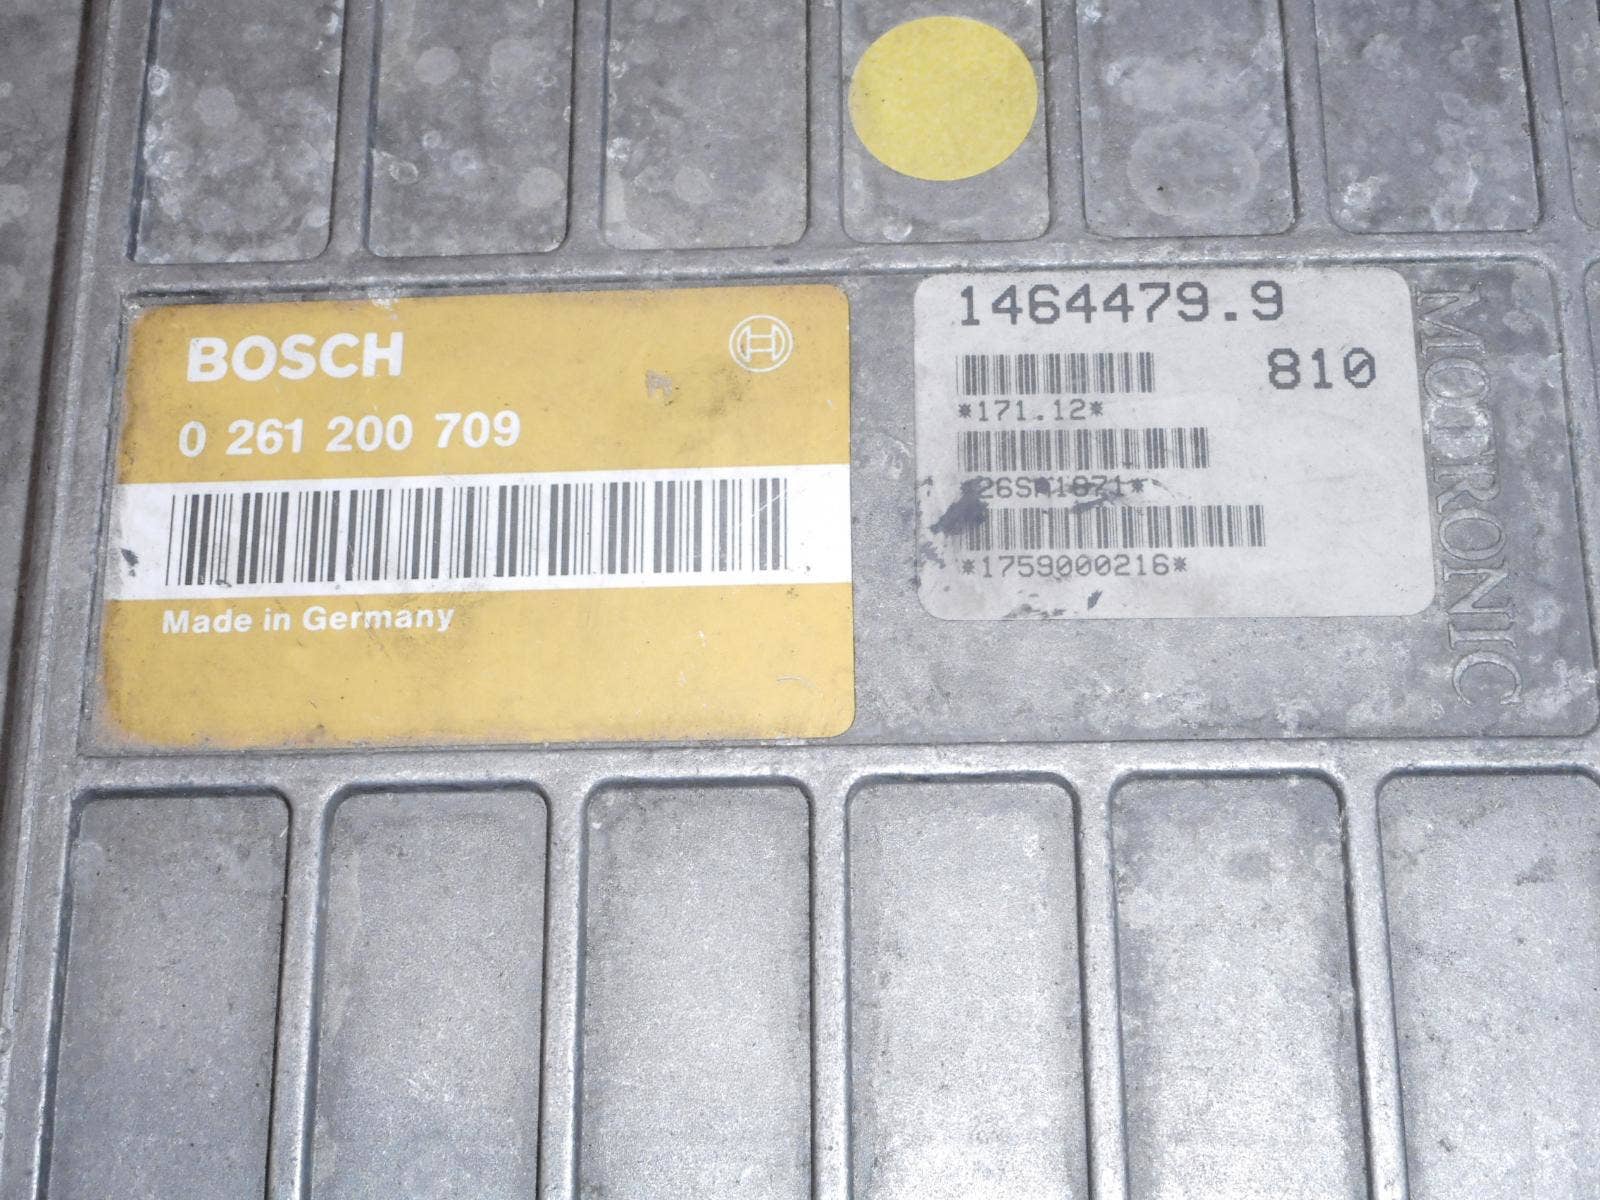 BOSCH
0 261 200 709
Made in Germany
1464479.9
810
*171.12*
*1759000216*
MOTRONIC